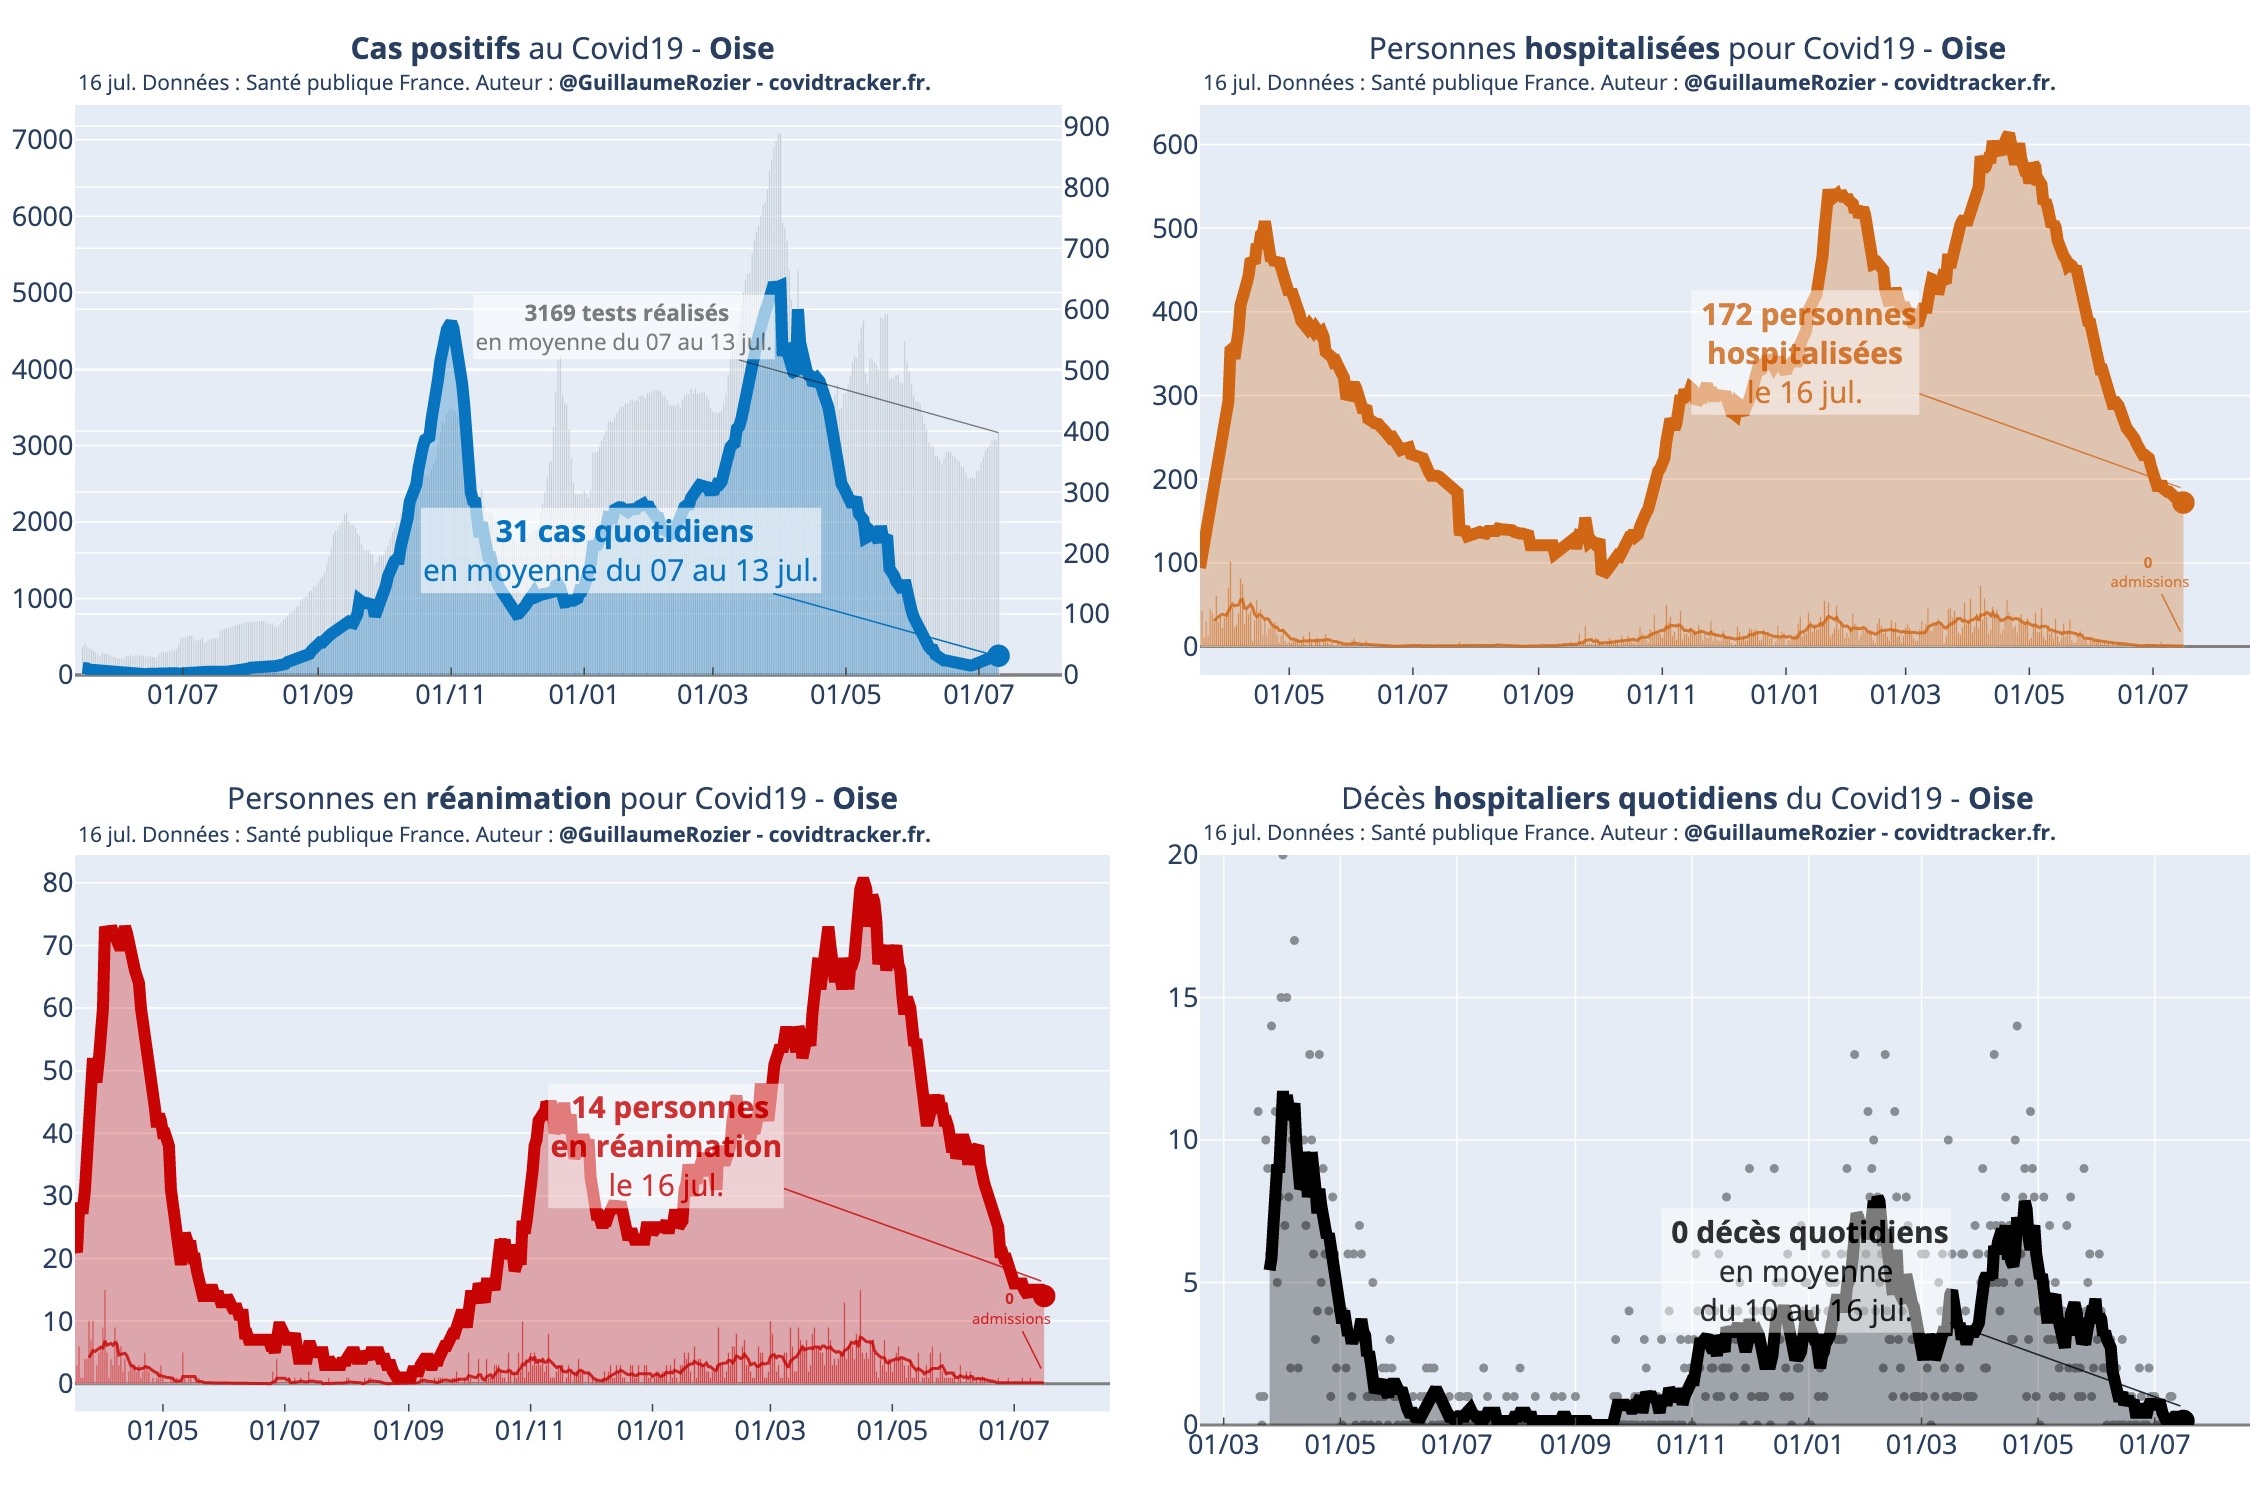 Cas positifs au Covid19 - Oise
16 jul. Données : Santé publique France. Auteur : @GuillaumeRozier - covidtracker.fr.
7000
6000
5000
4000
3000
2000
1000
0
900
800
700
600
500
400
300
200
100
0
3169 tests réalisés
en moyenne du 07 au 13 jul.
31 cas quotidiens
en moyenne du 07 au 13 jul.
01/07 01/09 01/11 01/01 01/03 01/05 01/07
Personnes hospitalisées pour Covid19 - Oise
16 jul. Données : Santé publique France. Auteur : @GuillaumeRozier - covidtracker.fr.
600
500
400
300
200
100
0
172 personnes
hospitalisées
le 16 jul.
0
admissions
01/05 01/07 01/09 01/11 01/01 01/03 01/05 01/07
Personnes en réanimation pour Covid19 - Oise
16 jul. Données : Santé publique France. Auteur : @GuillaumeRozier - covidtracker.fr.
80
70
60
50
40
30
20
10
0
14 personnes
en réanimation
le 16 jul.
0
admissions
01/05 01/07 01/09 01/11 01/01 01/03 01/05 01/07
Décès hospitaliers quotidiens du Covid19 - Oise
16 jul. Données : Santé publique France. Auteur : @GuillaumeRozier - covidtracker.fr.
20
15
10
5
0
0 décès quotidiens
en moyenne
du 10 au 16 jul.
01/03 01/05 01/07 01/09 01/11 01/01 01/03 01/05 01/07